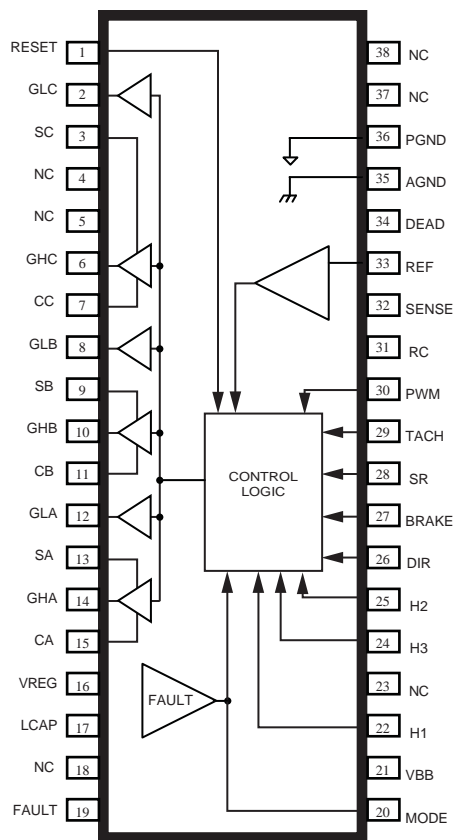 RESET 1
GLC 2
SC 3
NC 4
NC 5
GHC 6
CC 7
GLB 8
SB 9
GHB 10
CB 11
GLA 12
SA 13
GHA 14
CA 15
VREG 16
LCAP 17
NC 18
FAULT 19
CONTROL
LOGIC
FAULT
38 NC
37 NC
36 PGND
35 AGND
34 DEAD
33 REF
32 SENSE
31 RC
30 PWM
29 TACH
28 SR
27 BRAKE
26 DIR
25 H2
24 H3
23 NC
22 H1
21 VBB
20 MODE